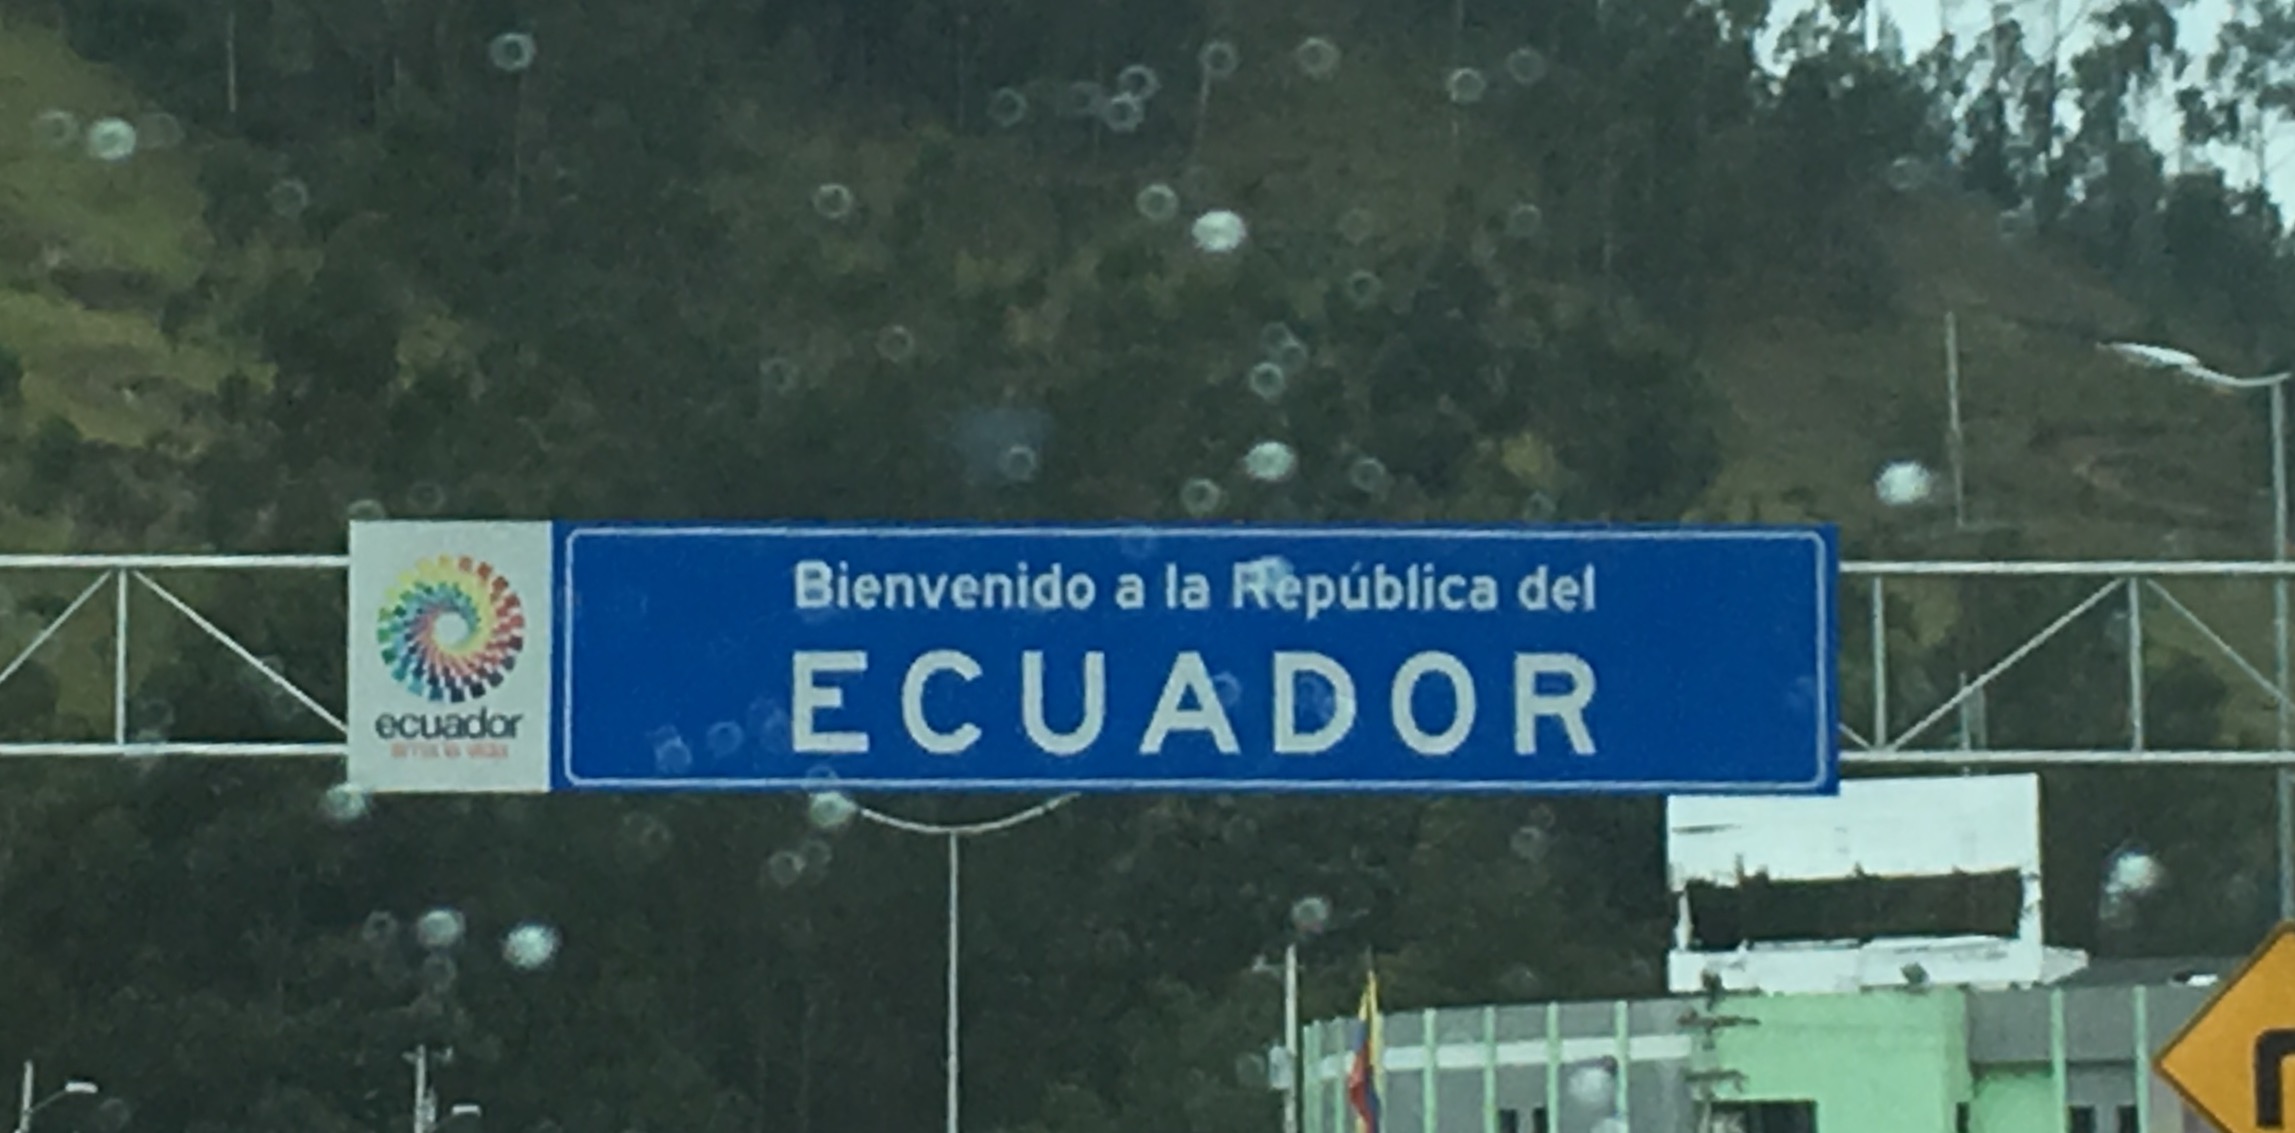 Bienvenido a la República del
ECUADOR
ecuador